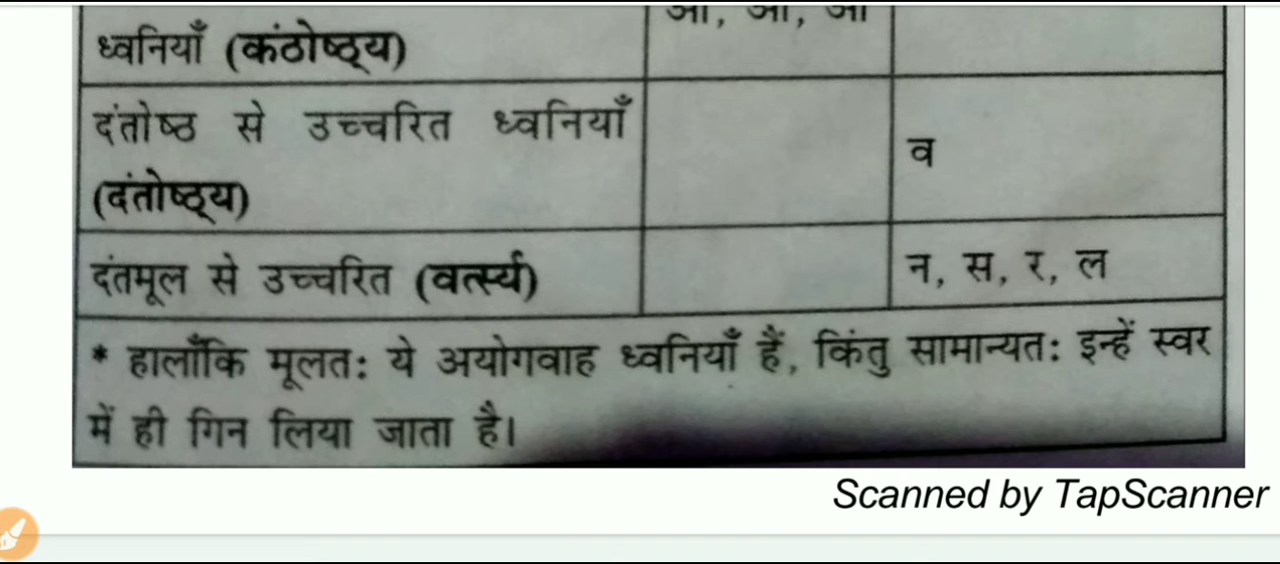 ध्वनियाँ (कंठोष्ठ्य)
दंतोष्ठ से उच्चरित ध्वनियाँ
(दंतोष्ठ्य)
व
दंतमूल से उच्चरित (वर्त्स्य)
न, स, र, ल
* हालाँकि मूलतः ये अयोगवाह ध्वनियाँ हैं, किंतु सामान्यतः इन्हें स्वर
में ही गिन लिया जाता है।
Scanned by TapScanner